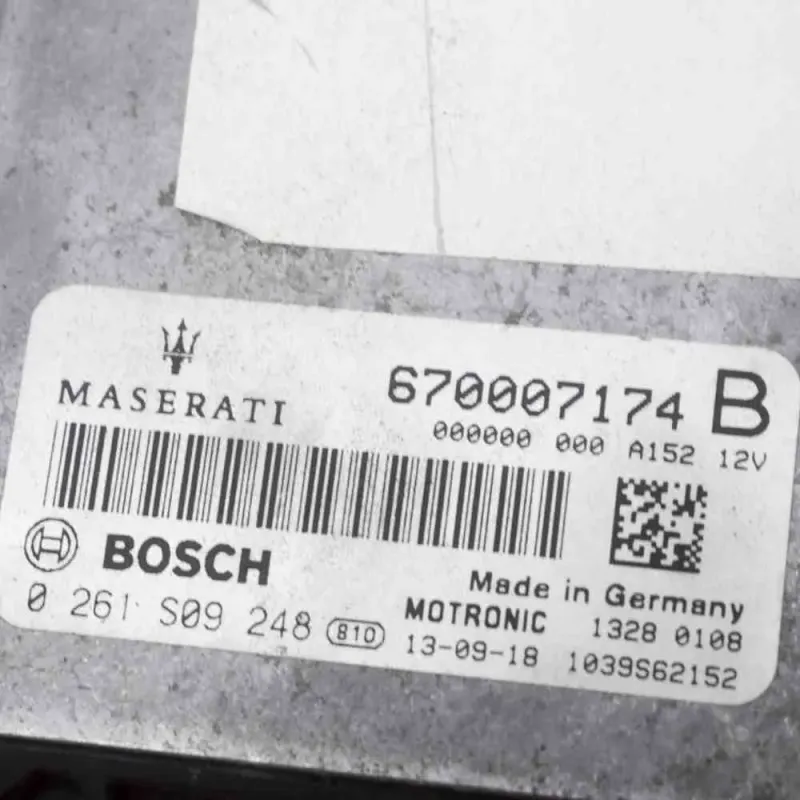 MASERATI
670007174 B
000000 000 A152 12V
BOSCH
Made in Germany
0 261 S09 248 810 MOTRONIC 1328 0108
13-09-18 1039S62152